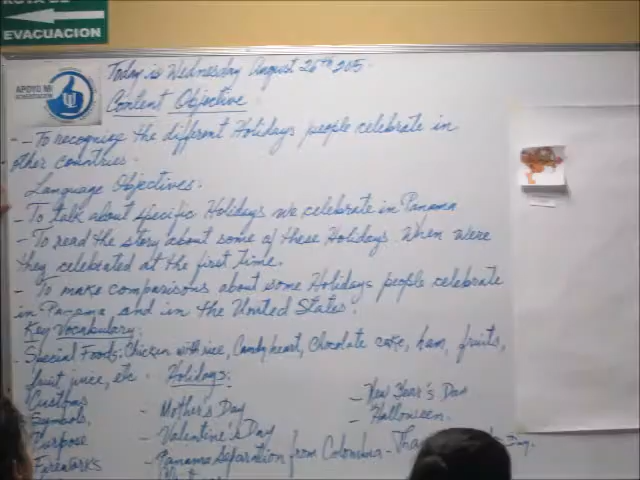 EVACUACION
APOYO MI
ACREDITACIÓN
Today is Wednesday August 26th 205.
Content Objective
- - To recognize the different Holidays people celebrate in
other countries.
Language Objectives.
- To talk about specific Holidays we celebrate in Panama
- To read the story about some of these Holidays. When were
they celebrated at the first time.
- To make comparisons about some Holidays people celebrate
in Panama and in the United States.
Key Vocabulary:
- Special Foods: Chicken with rice, Candy heart, Chocolate cake, ham, fruits,
fruit juice, etc. Holidays:
Customs - New Year's Day
Symbols, - Mother's Day - Halloween.
Purpose - Valentine's Day
Fireworks - Panama Separation from Colombia - Day.